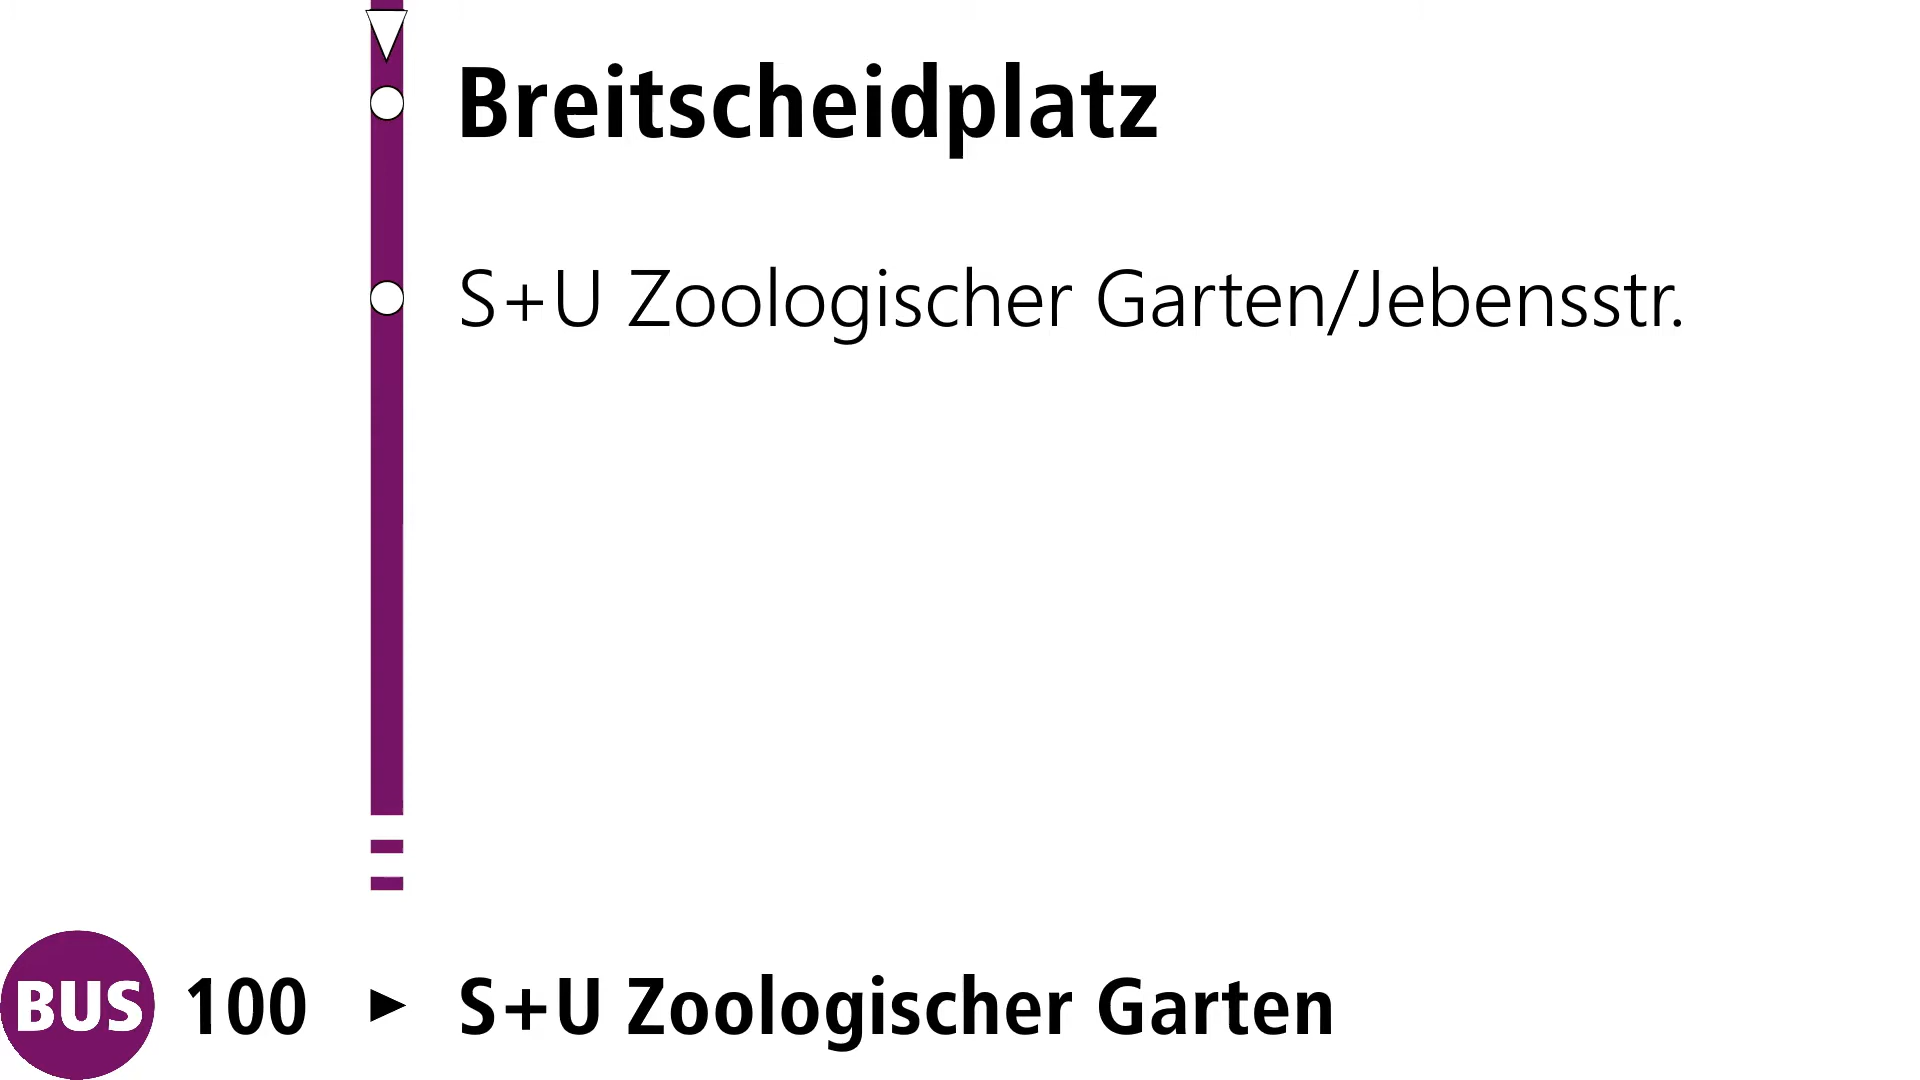 Breitscheidplatz
S+U Zoologischer Garten/Jebensstr.
BUS 100 ► S+U Zoologischer Garten